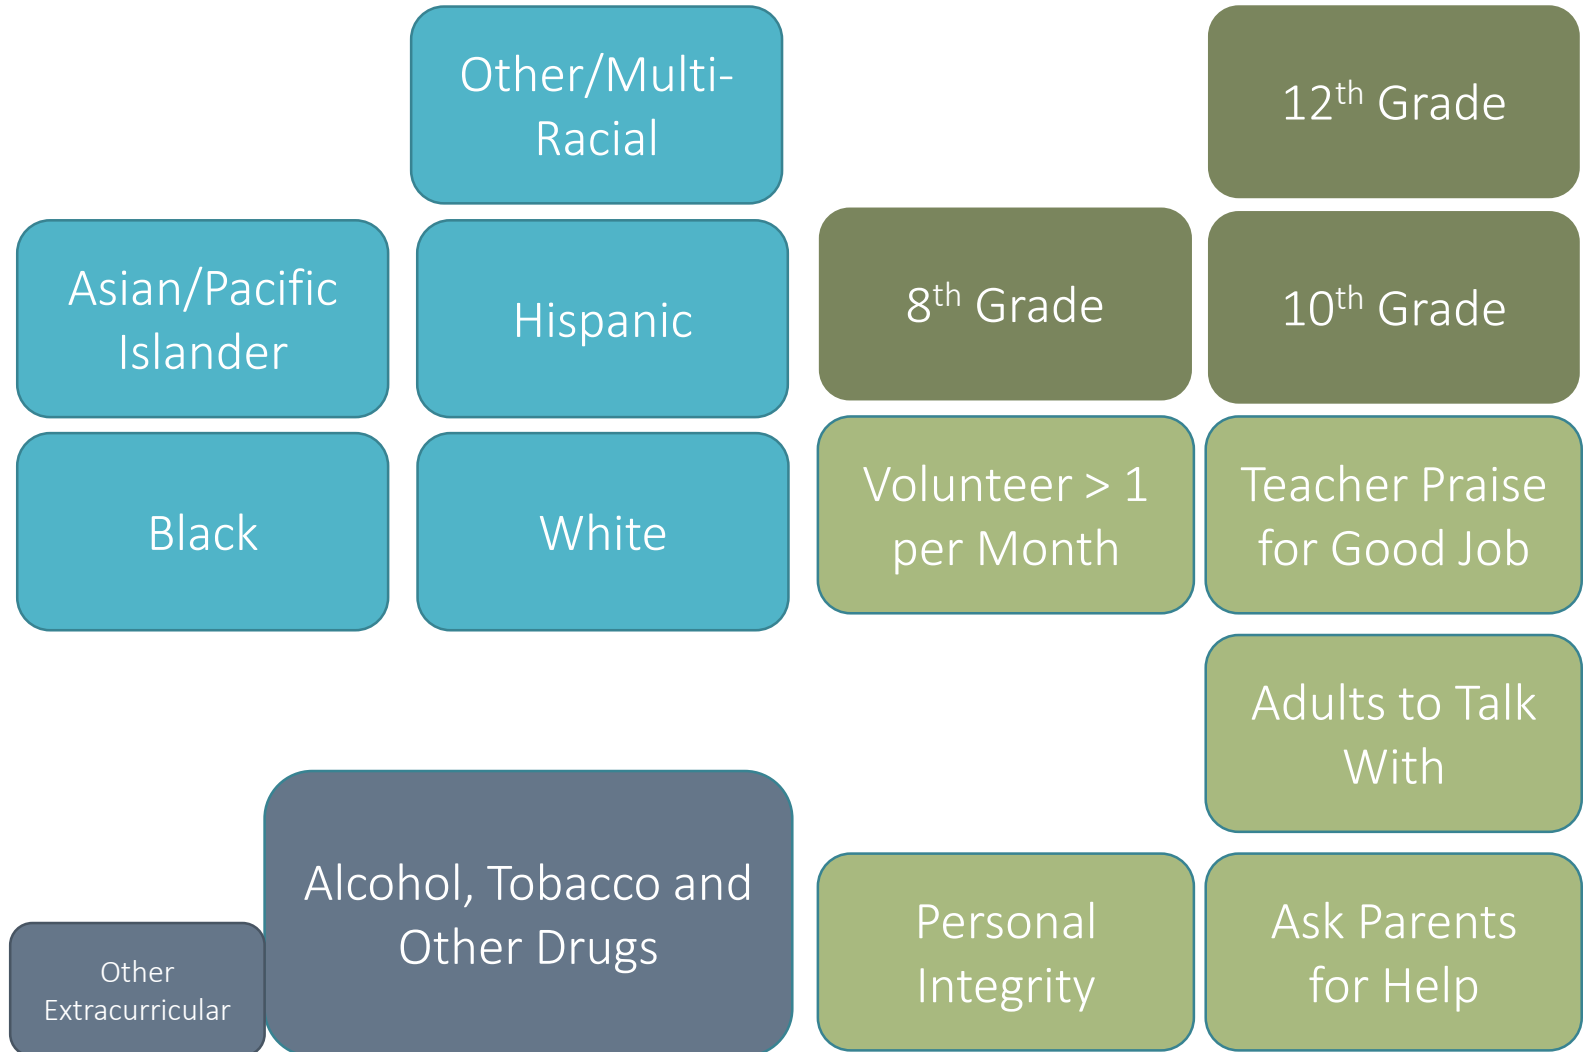 Other/Multi-
Racial
12th Grade
Asian/Pacific
Islander
Hispanic
8th Grade
10th Grade
Black
White
Volunteer > 1
per Month
Teacher Praise
for Good Job
Adults to Talk
With
Alcohol, Tobacco and
Other Drugs
Other
Extracurricular
Personal
Integrity
Ask Parents
for Help